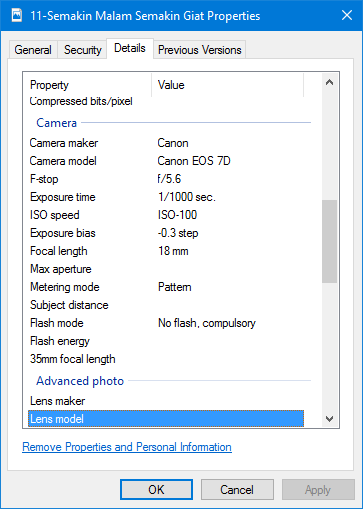 11-Semakin Malam Semakin Giat Properties
General Security Details Previous Versions
Property Value
Compressed bits/pixel
Camera
Camera maker Canon
Camera model Canon EOS 7D
F-stop f/5.6
Exposure time 1/1000 sec.
ISO speed ISO-100
Exposure bias -0.3 step
Focal length 18 mm
Max aperture
Metering mode Pattern
Subject distance
Flash mode No flash, compulsory
Flash energy
35mm focal length
Advanced photo
Lens maker
Lens model
Remove Properties and Personal Information
OK Cancel Apply